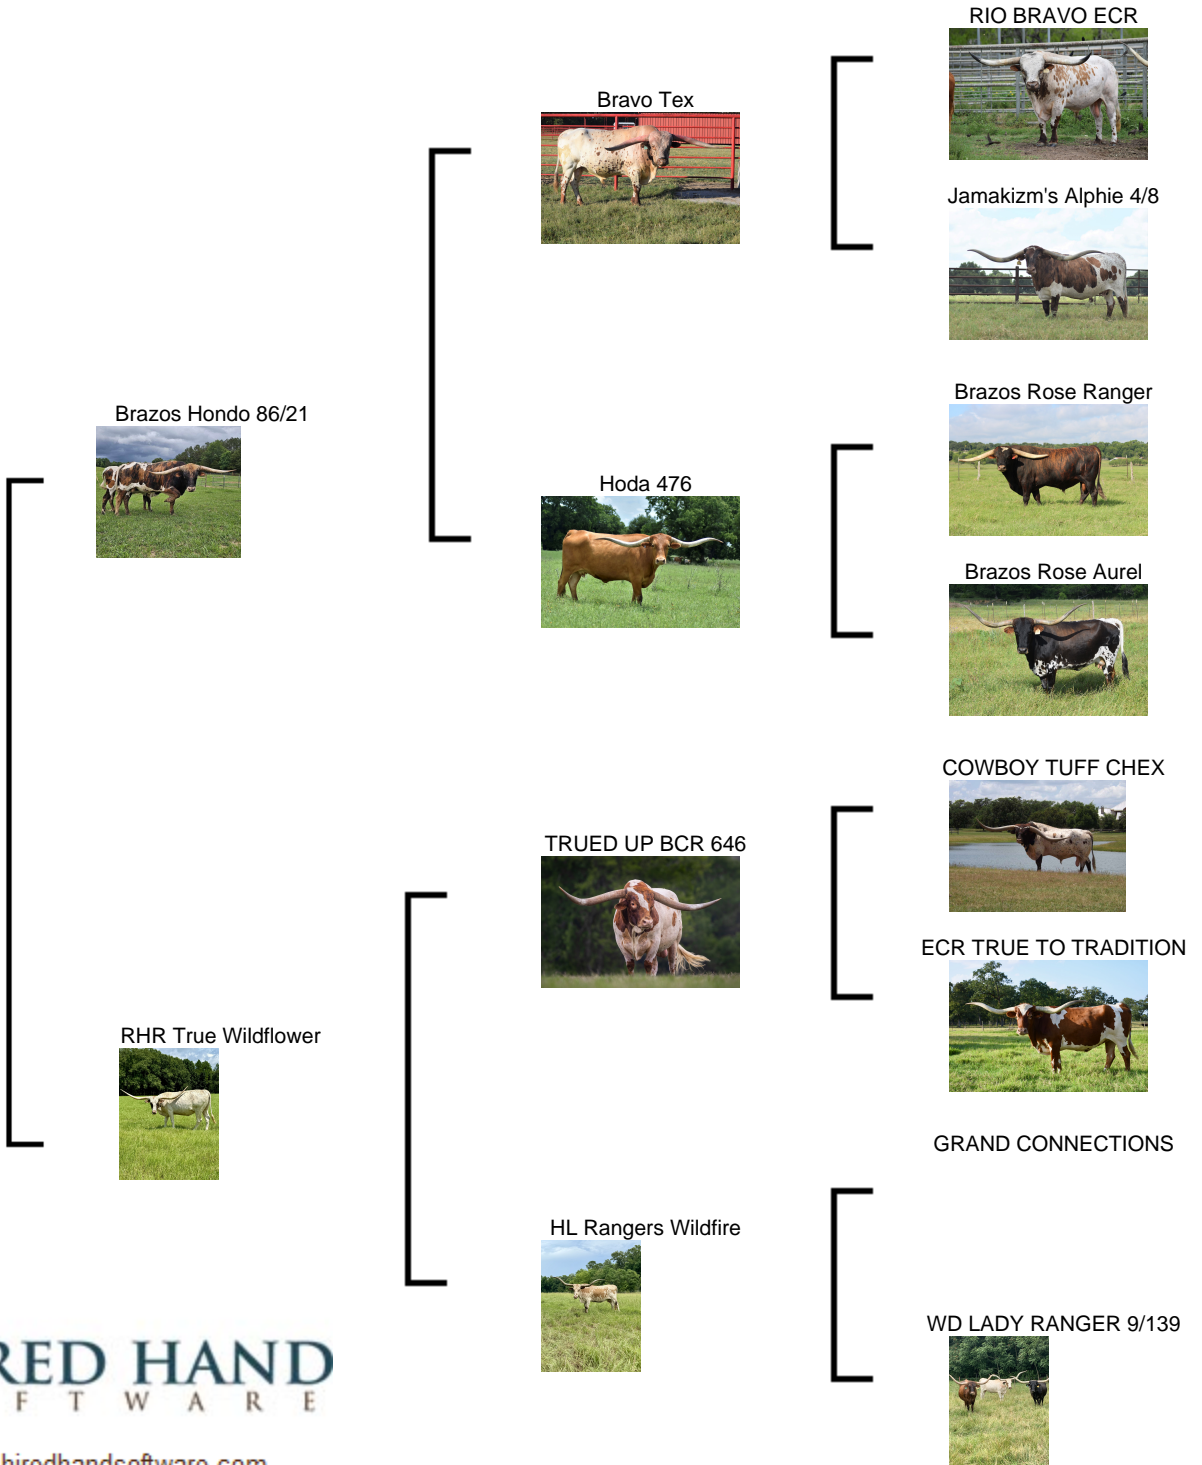 RIO BRAVO ECR
Bravo Tex
Jamakizm's Alphie 4/8
Brazos Rose Ranger
Brazos Hondo 86/21
Hoda 476
Brazos Rose Aurel
COWBOY TUFF CHEX
TRUED UP BCR 646
ECR TRUE TO TRADITION
RHR True Wildflower
GRAND CONNECTIONS
HL Rangers Wildfire
WD LADY RANGER 9/139
RED HAND
F T W A R E
hiredhandsoftware.com